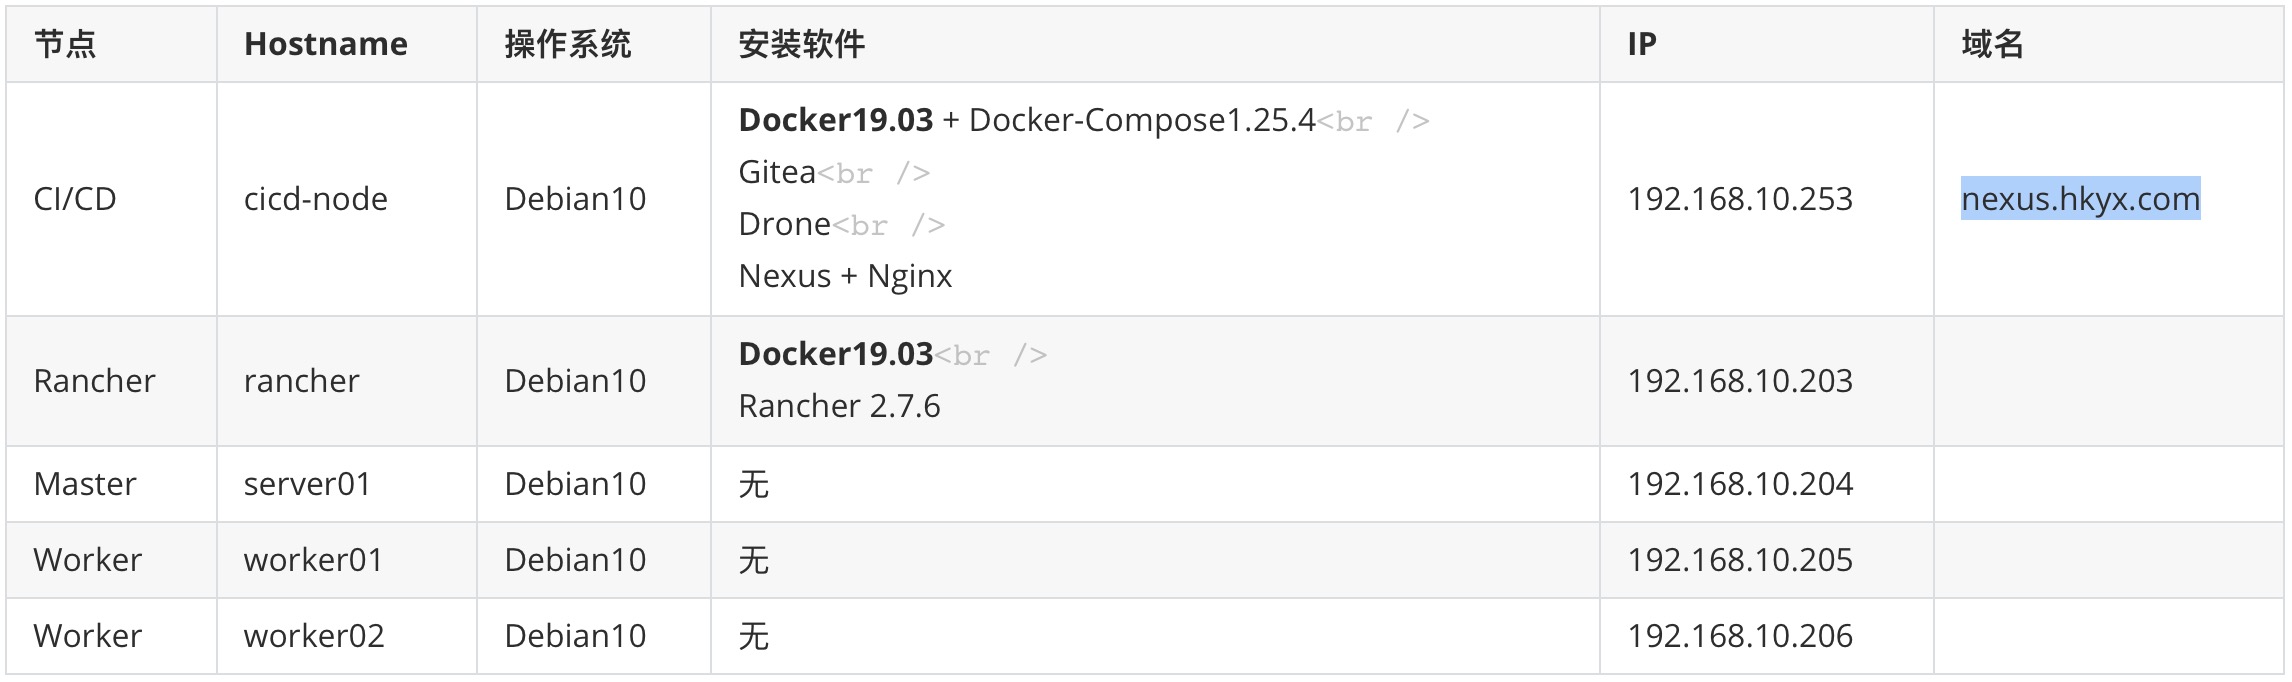 节点 Hostname 操作系统 安装软件 IP 域名
CI/CD cicd-node Debian10 Docker19.03 + Docker-Compose1.25.4<br />
Gitea<br />
Drone<br />
Nexus + Nginx 192.168.10.253 nexus.hkyx.com
Rancher rancher Debian10 Docker19.03<br />
Rancher 2.7.6 192.168.10.203
Master server01 Debian10 无 192.168.10.204
Worker worker01 Debian10 无 192.168.10.205
Worker worker02 Debian10 无 192.168.10.206